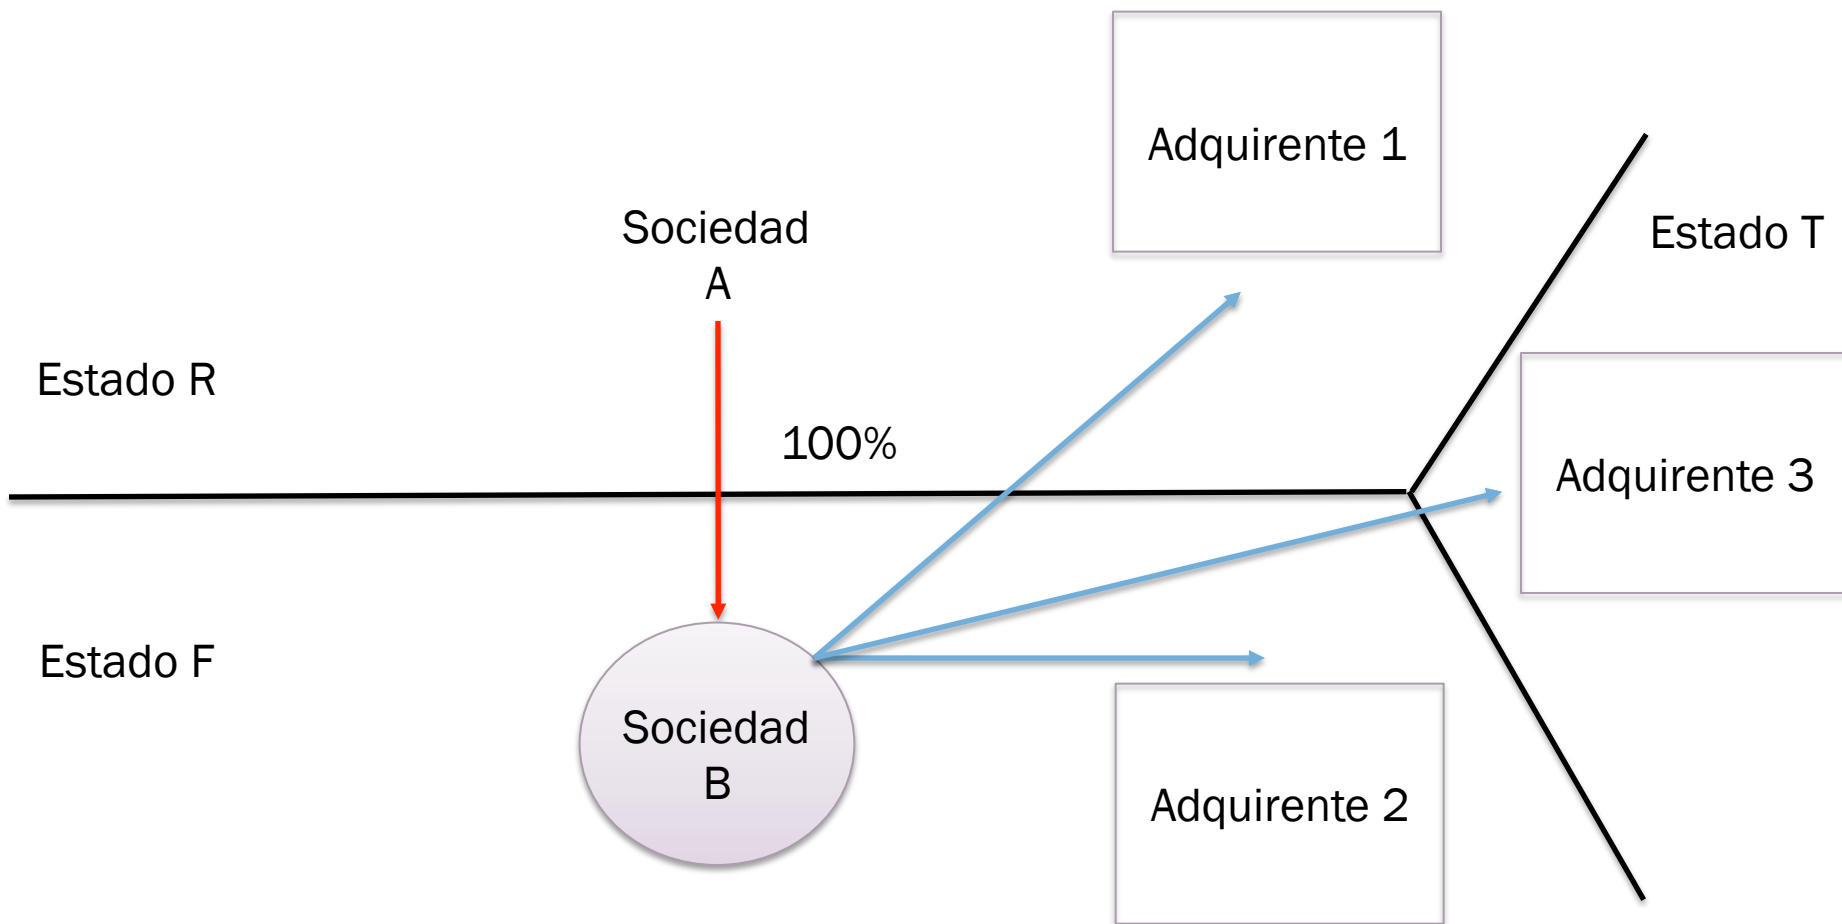 Adquirente 1
Sociedad
A
Estado T
Estado R
100%
Adquirente 3
Estado F
Sociedad
B
Adquirente 2